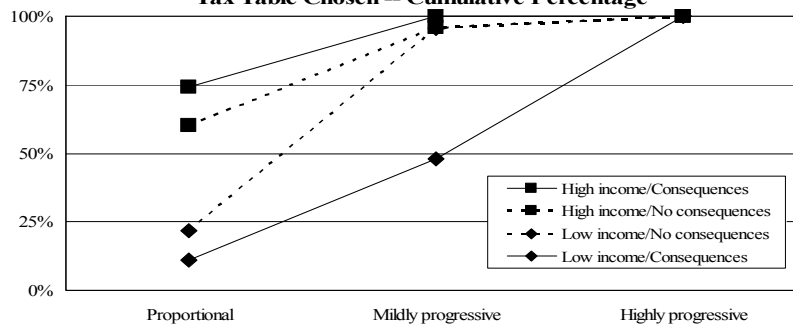 Tax Table Chosen -- Cumulative Percentage
100%
75%
50%
25%
0%
High income/Consequences
High income/No consequences
Low income/No consequences
Low income/Consequences
Proportional
Mildly progressive
Highly progressive